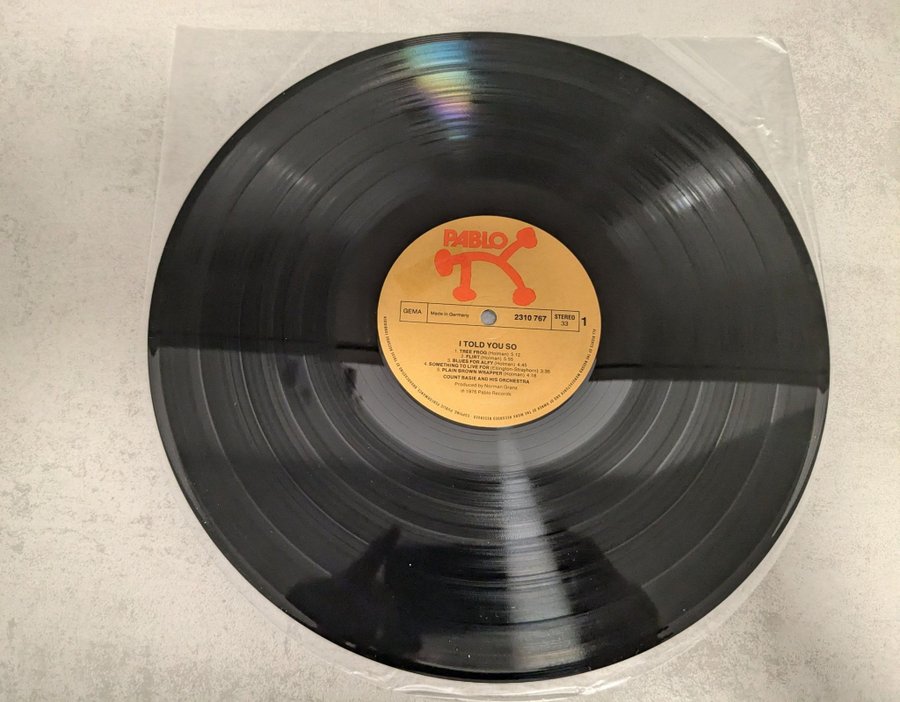 PABLO
GEMA
Made in Germany
2310 767
STEREO
33
1
I TOLD YOU SO
1. TREE FROG (Holman) 5:12
2. FLIRT (Holman) 5:55
3. BLUES FOR ALFY (Holman) 4:45
4. SOMETHING TO LIVE FOR (Ellington-Strayhorn) 3:35
5. PLAIN BROWN WRAPPER (Holman) 4:18
COUNT BASIE AND HIS ORCHESTRA
Produced by Norman Granz
℗ 1976 Pablo Records